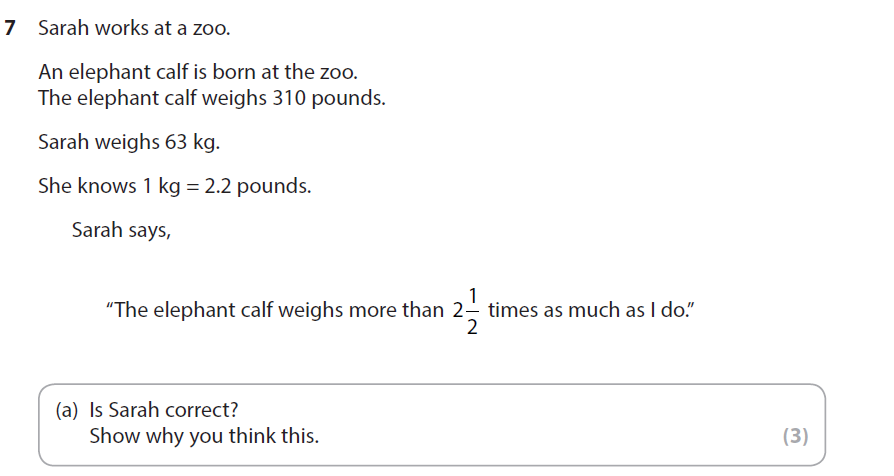 7 Sarah works at a zoo.
An elephant calf is born at the zoo.
The elephant calf weighs 310 pounds.
Sarah weighs 63 kg.
She knows 1 kg = 2.2 pounds.
Sarah says,
“The elephant calf weighs more than 2 1/2 times as much as I do.”
(a) Is Sarah correct?
Show why you think this. (3)